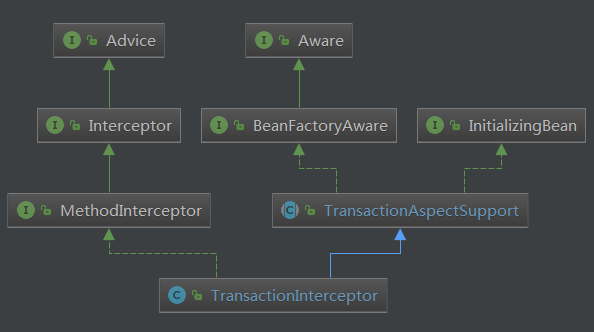 I Advice
I Aware
I Interceptor
I BeanFactoryAware
I InitializingBean
I MethodInterceptor
C TransactionAspectSupport
C TransactionInterceptor